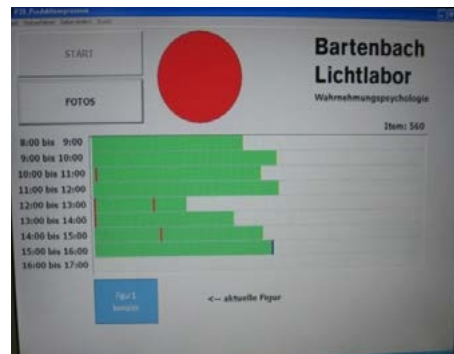 START
FOTOS
Bartenbach
Lichtlabor
Wahrnehmungspsychologie
Item: 560
8:00 bis 9:00
9:00 bis 10:00
10:00 bis 11:00
11:00 bis 12:00
12:00 bis 13:00
13:00 bis 14:00
14:00 bis 15:00
15:00 bis 16:00
16:00 bis 17:00
Figur1
komplett
<-- aktuelle Figur